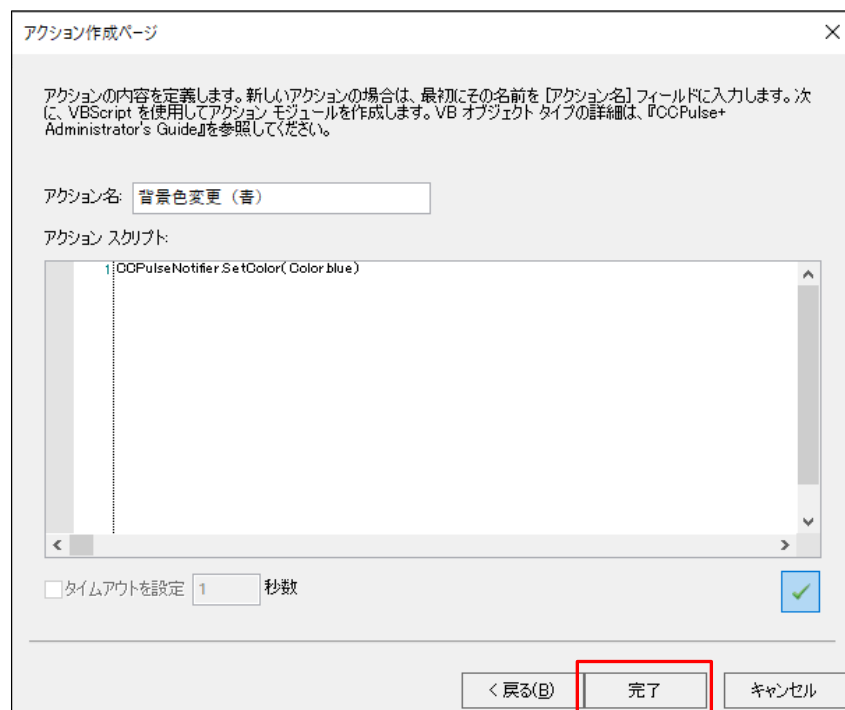 アクション作成ページ
アクションの内容を定義します。新しいアクションの場合は、最初にその名前を [アクション名] フィールドに入力します。次
に、VBScript を使用してアクション モジュールを作成します。VB オブジェクト タイプの詳細は、『CCPulse+
Administrator's Guide』を参照してください。
アクション名: 背景色変更（青）
アクション スクリプト:
1 CCPulseNotifier.SetColor( Color.blue)
タイムアウトを設定 1 秒数
< 戻る(B) 完了 キャンセル